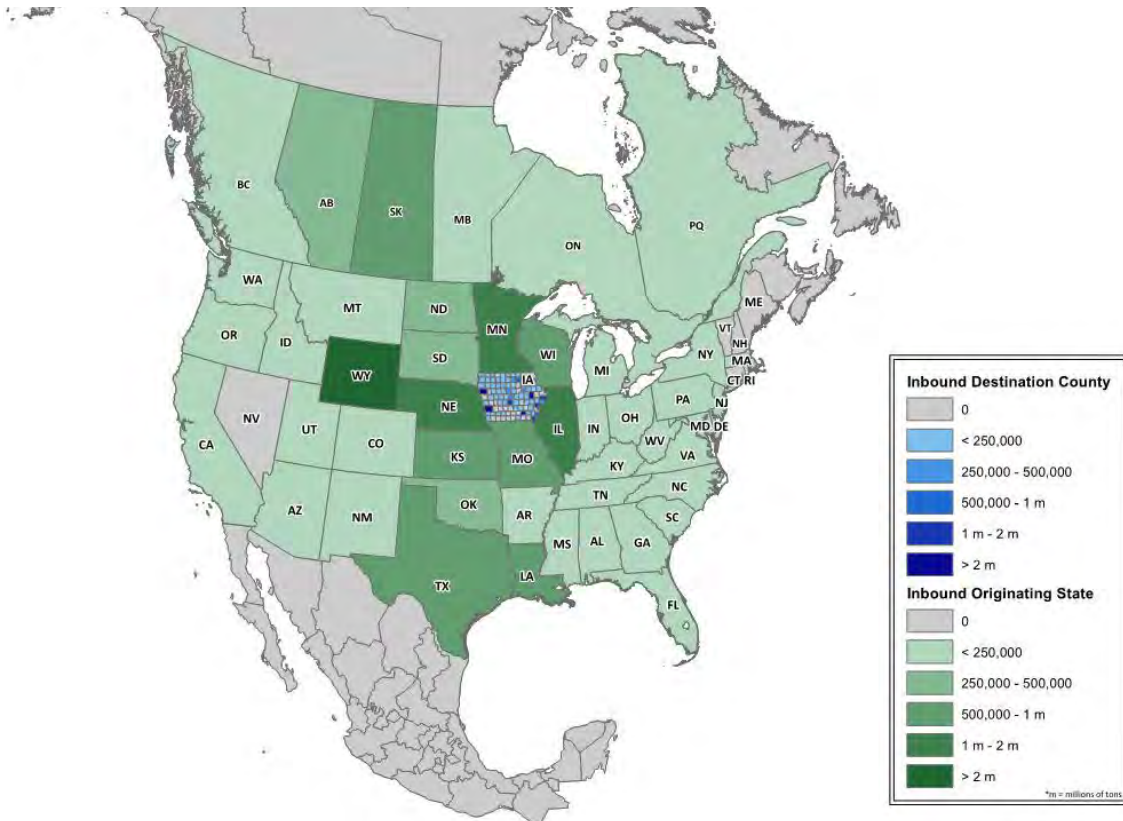 BC
AB
SK
MB
ON
PQ
WA
MT
ND
MN
OR
ID
SD
WI
WY
NE
IA
MI
NY
VT
ME
NH
MA
CT RI
NV
UT
CO
KS
MO
IL
IN
OH
PA
NJ
MD DE
WV
VA
KY
CA
AZ
NM
OK
AR
TN
NC
SC
MS
AL
GA
TX
LA
FL
Inbound Destination County
0
< 250,000
250,000 - 500,000
500,000 - 1 m
1 m - 2 m
> 2 m
Inbound Originating State
0
< 250,000
250,000 - 500,000
500,000 - 1 m
1 m - 2 m
> 2 m
*m = millions of tons